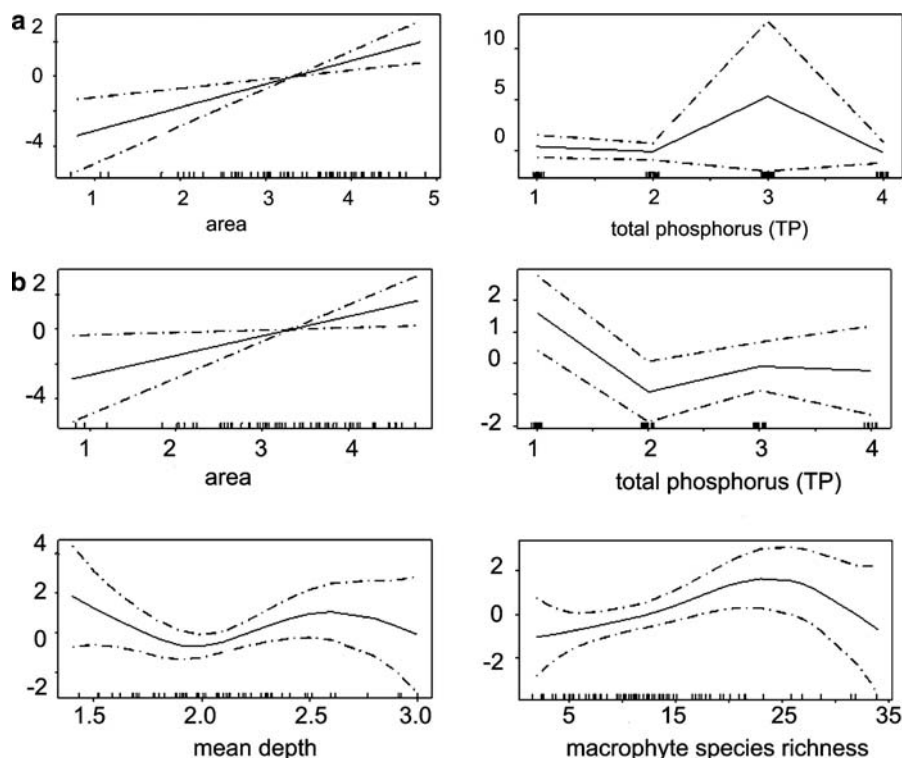 a
2
0
-4
1 2 3 4 5
area
10
5
0
1 2 3 4
total phosphorus (TP)
b
2
0
-4
1 2 3 4
area
2
1
0
-2
1 2 3 4
total phosphorus (TP)
4
2
0
-2
1.5 2.0 2.5 3.0
mean depth
2
0
-2
5 15 25 35
macrophyte species richness